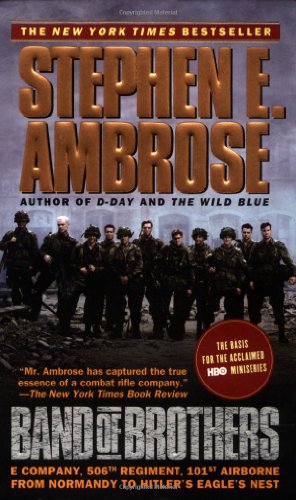 THE NEW YORK TIMES BESTSELLER
STEPHEN E.
AMBROSE
AUTHOR OF D-DAY AND THE WILD BLUE
THE BASIS
FOR THE ACCLAIMED
HBO MINISERIES
"Mr. Ambrose has captured the true
essence of a combat rifle company."
—The New York Times Book Review
BAND OF BROTHERS
E COMPANY, 506TH REGIMENT, 101ST AIRBORNE
FROM NORMANDY TO HITLER'S EAGLE'S NEST